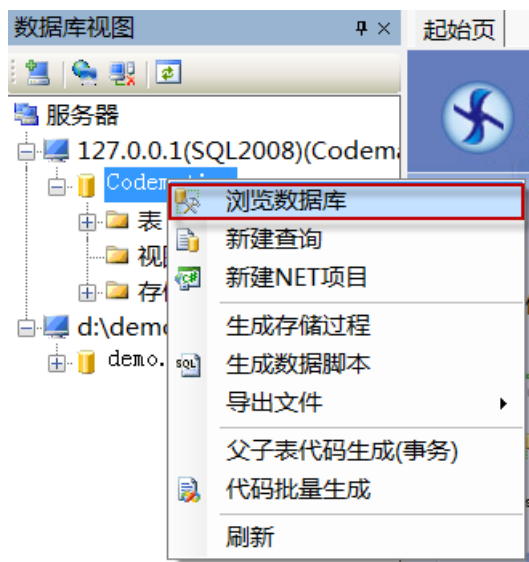 数据库视图
起始页
服务器
127.0.0.1(SQL2008)(Codema
表
浏览数据库
新建查询
新建NET项目
d:\demo
生成存储过程
demo.
生成数据脚本
导出文件
父子表代码生成(事务)
代码批量生成
刷新